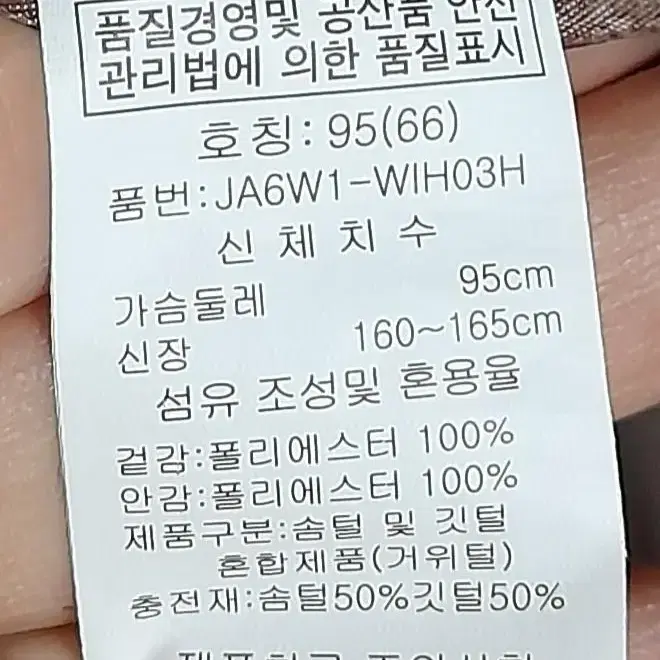 품질경영및 공산품 안전
관리법에 의한 품질표시
호칭: 95(66)
품번:JA6W1-WIH03H
신체치수
가슴둘레 95cm
신장 160~165cm
섬유 조성및 혼용율
겉감:폴리에스터 100%
안감:폴리에스터 100%
제품구분:솜털 및 깃털
혼합제품(거위털)
충전재:솜털50%깃털50%